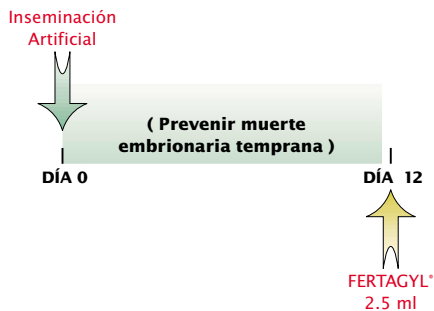 Inseminación
Artificial
( Prevenir muerte
embrionaria temprana )
DÍA 0
DÍA 12
FERTAGYL®
2.5 ml